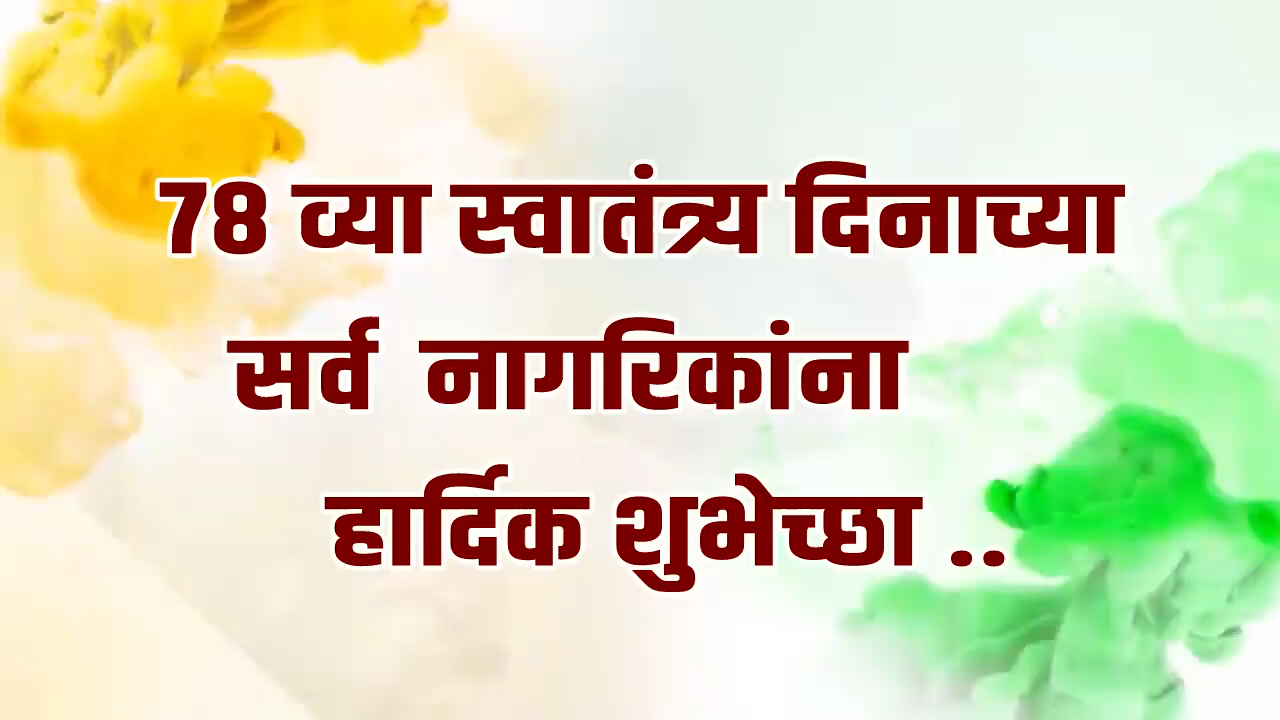 78 व्या स्वातंत्र्य दिनाच्या
सर्व नागरिकांना
हार्दिक शुभेच्छा ..